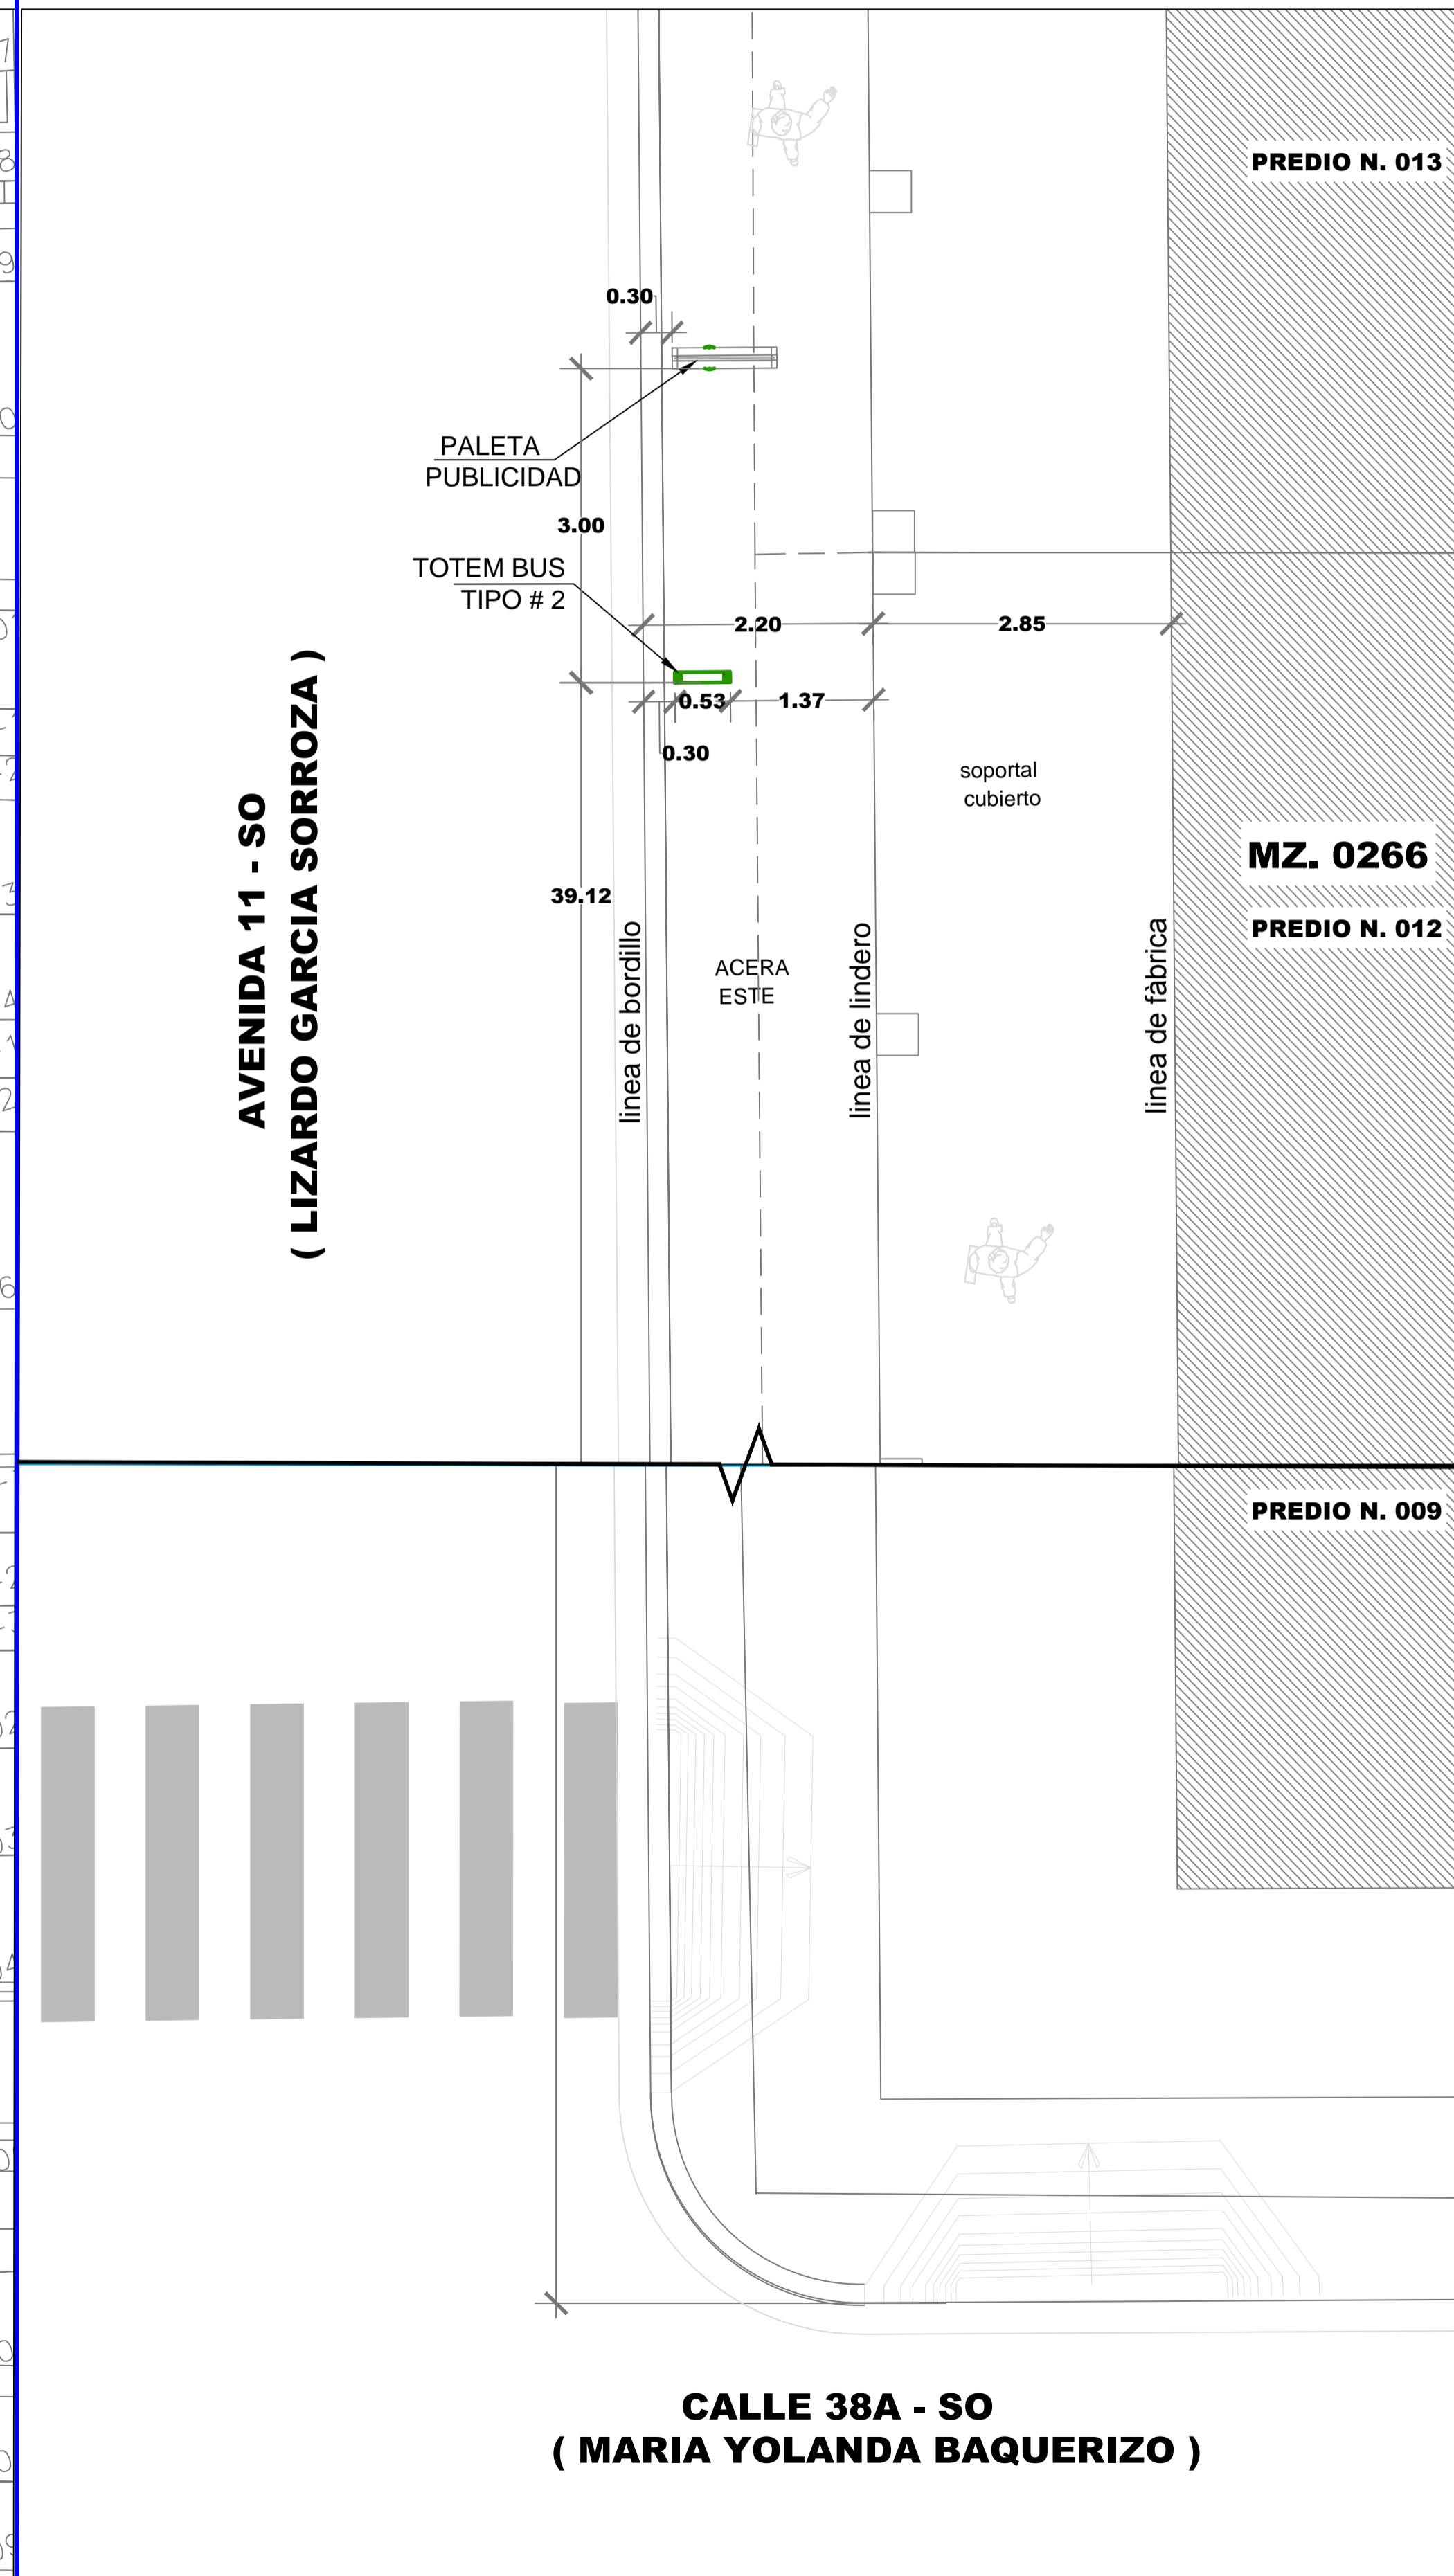 PREDIO N. 013
0.30
PALETA
PUBLICIDAD
3.00
TOTEM BUS
TIPO # 2
2.20
2.85
0.53
1.37
0.30
soportal
cubierto
AVENIDA 11 - SO
( LIZARDO GARCIA SORROZA )
MZ. 0266
39.12
PREDIO N. 012
linea de bordillo
ACERA
ESTE
linea de lindero
linea de fàbrica
PREDIO N. 009
CALLE 38A - SO
( MARIA YOLANDA BAQUERIZO )